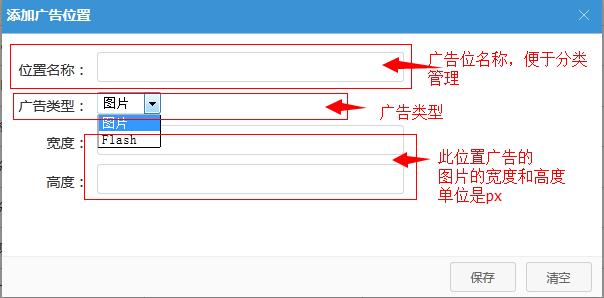 添加广告位置
位置名称：
广告位名称，便于分类
管理
广告类型：
图片
广告类型
图片
Flash
宽度：
此位置广告的
图片的宽度和高度
单位是px
高度：
保存
清空